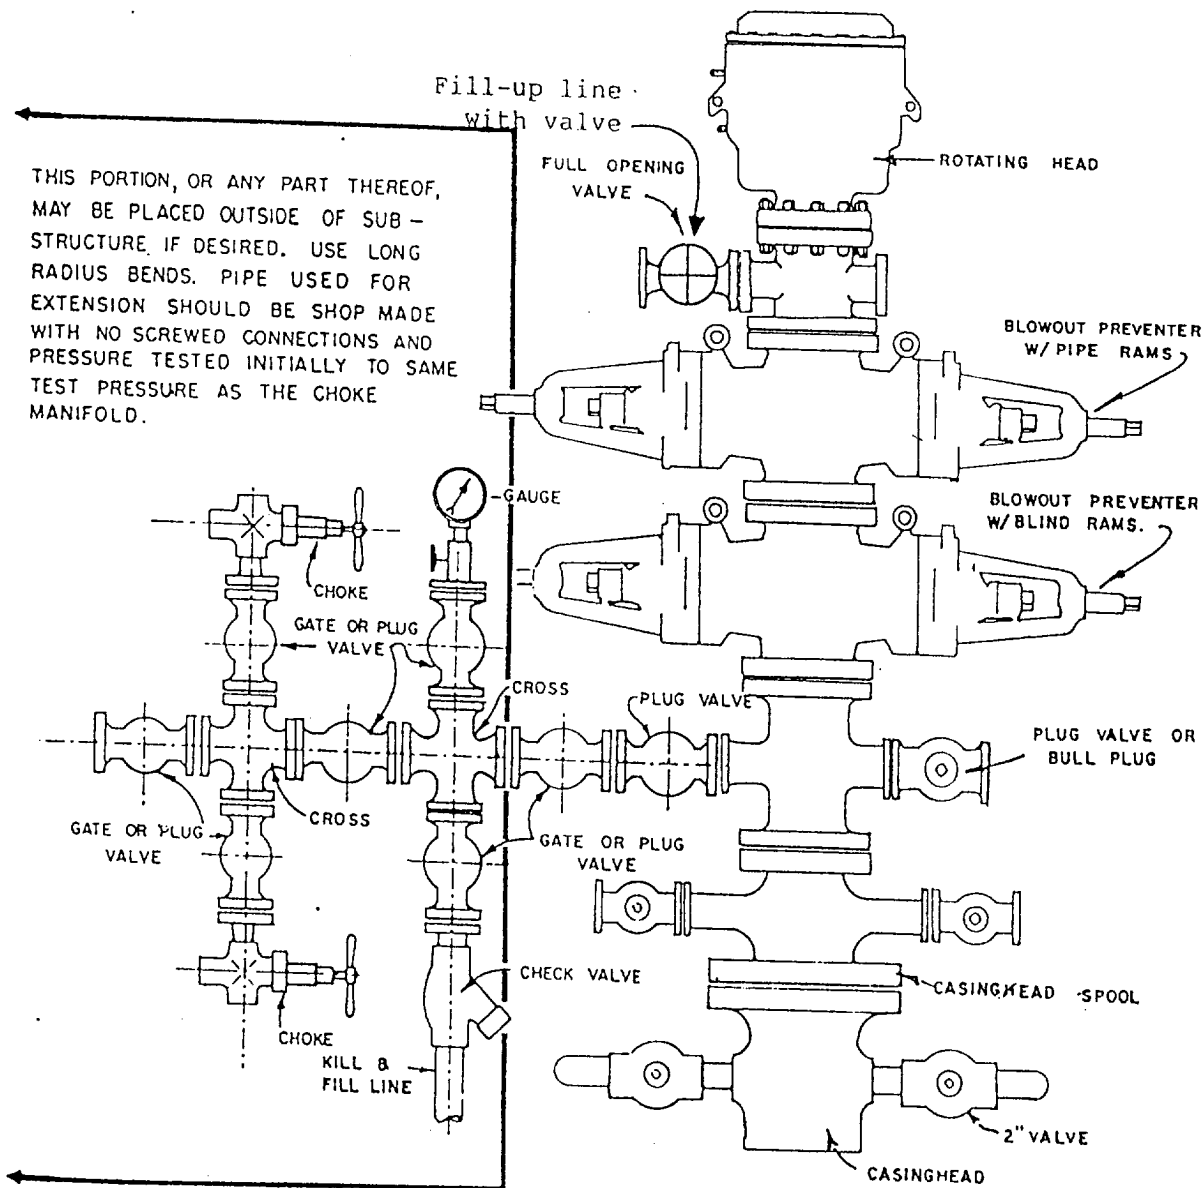 Fill-up line
with valve
FULL OPENING
VALVE
ROTATING HEAD
THIS PORTION, OR ANY PART THEREOF,
MAY BE PLACED OUTSIDE OF SUB-
STRUCTURE IF DESIRED. USE LONG
RADIUS BENDS. PIPE USED FOR
EXTENSION SHOULD BE SHOP MADE
WITH NO SCREWED CONNECTIONS AND
PRESSURE TESTED INITIALLY TO SAME
TEST PRESSURE AS THE CHOKE
MANIFOLD.
BLOWOUT PREVENTER
W/ PIPE RAMS
GAUGE
BLOWOUT PREVENTER
W/ BLIND RAMS.
CHOKE
GATE OR PLUG
VALVE
CROSS
PLUG VALVE
PLUG VALVE OR
BULL PLUG
CROSS
GATE OR PLUG
VALVE
GATE OR PLUG
VALVE
CHECK VALVE
CASINGHEAD SPOOL
CHOKE
KILL &
FILL LINE
2" VALVE
CASINGHEAD